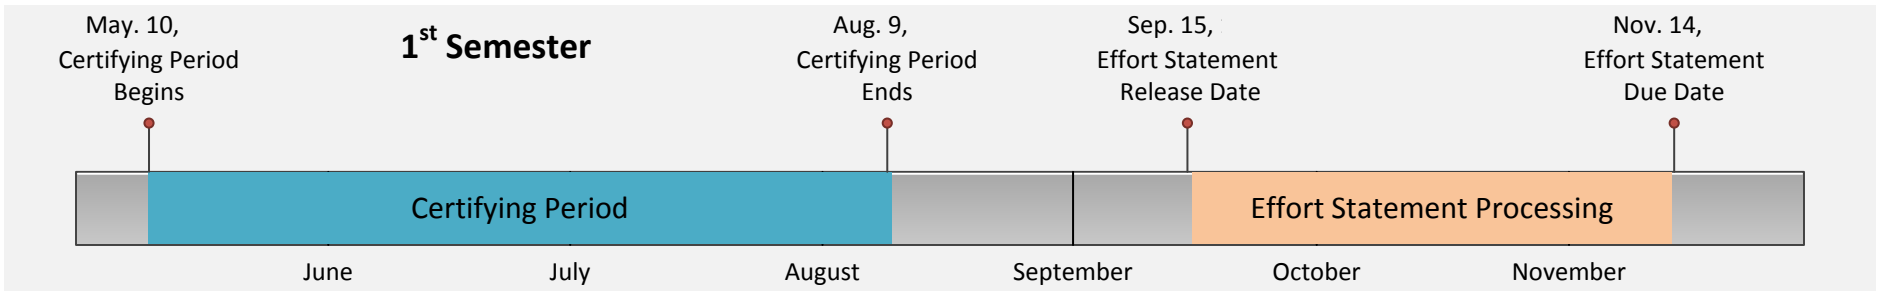 May. 10,
Certifying Period
Begins
1st Semester
Aug. 9,
Certifying Period
Ends
Sep. 15,
Effort Statement
Release Date
Nov. 14,
Effort Statement
Due Date
Certifying Period
Effort Statement Processing
June
July
August
September
October
November